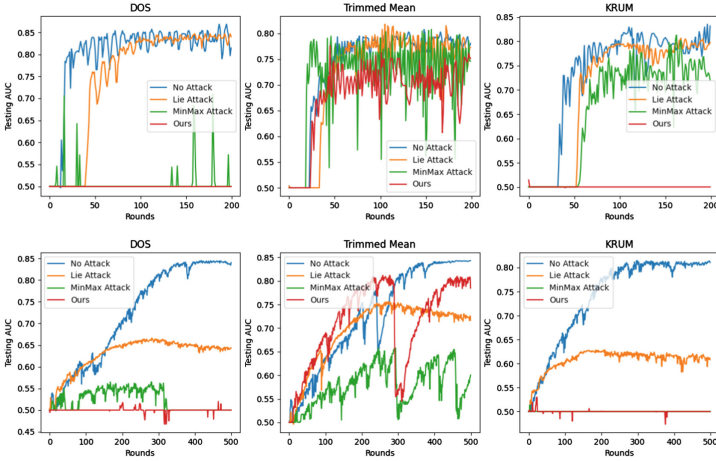 DOS
Testing AUC
0.85
0.80
0.75
0.70
0.65
0.60
0.55
0.50
No Attack
Lie Attack
MinMax Attack
Ours
0
50
100
150
200
Rounds
Trimmed Mean
Testing AUC
0.80
0.75
0.70
0.65
0.60
0.55
0.50
No Attack
Lie Attack
MinMax Attack
Ours
0
50
100
150
200
Rounds
KRUM
Testing AUC
0.85
0.80
0.75
0.70
0.65
0.60
0.55
0.50
No Attack
Lie Attack
MinMax Attack
Ours
0
50
100
150
200
Rounds
DOS
Testing AUC
0.85
0.80
0.75
0.70
0.65
0.60
0.55
0.50
0.45
No Attack
Lie Attack
MinMax Attack
Ours
0
100
200
300
400
500
Rounds
Trimmed Mean
Testing AUC
0.85
0.80
0.75
0.70
0.65
0.60
0.55
0.50
No Attack
Lie Attack
MinMax Attack
Ours
0
100
200
300
400
500
Rounds
KRUM
Testing AUC
0.80
0.75
0.70
0.65
0.60
0.55
0.50
No Attack
Lie Attack
MinMax Attack
Ours
0
100
200
300
400
500
Rounds